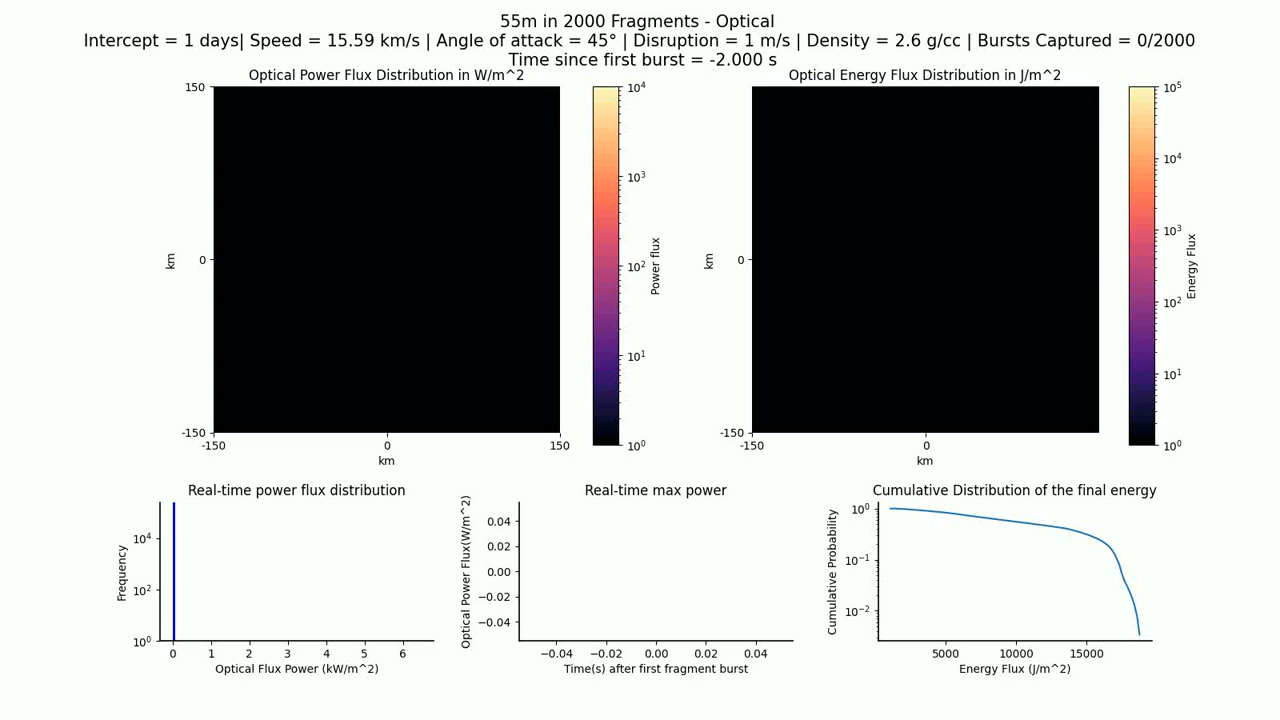 55m in 2000 Fragments - Optical
Intercept = 1 days| Speed = 15.59 km/s | Angle of attack = 45° | Disruption = 1 m/s | Density = 2.6 g/cc | Bursts Captured = 0/2000
Time since first burst = -2.000 s
Optical Power Flux Distribution in W/m^2
150
0
-150
km
-150
0
150
km
10^4
10^3
10^2
10^1
10^0
Power flux
Optical Energy Flux Distribution in J/m^2
km
0
-150
-150
0
km
10^5
10^4
10^3
10^2
10^1
10^0
Energy Flux
Real-time power flux distribution
Frequency
10^4
10^2
10^0
0
1
2
3
4
5
6
Optical Flux Power (kW/m^2)
Real-time max power
Optical Power Flux(W/m^2)
0.04
0.02
0.00
−0.02
−0.04
−0.04
−0.02
0.00
0.02
0.04
Time(s) after first fragment burst
Cumulative Distribution of the final energy
Cumulative Probability
10^0
10^−1
10^−2
5000
10000
15000
Energy Flux (J/m^2)